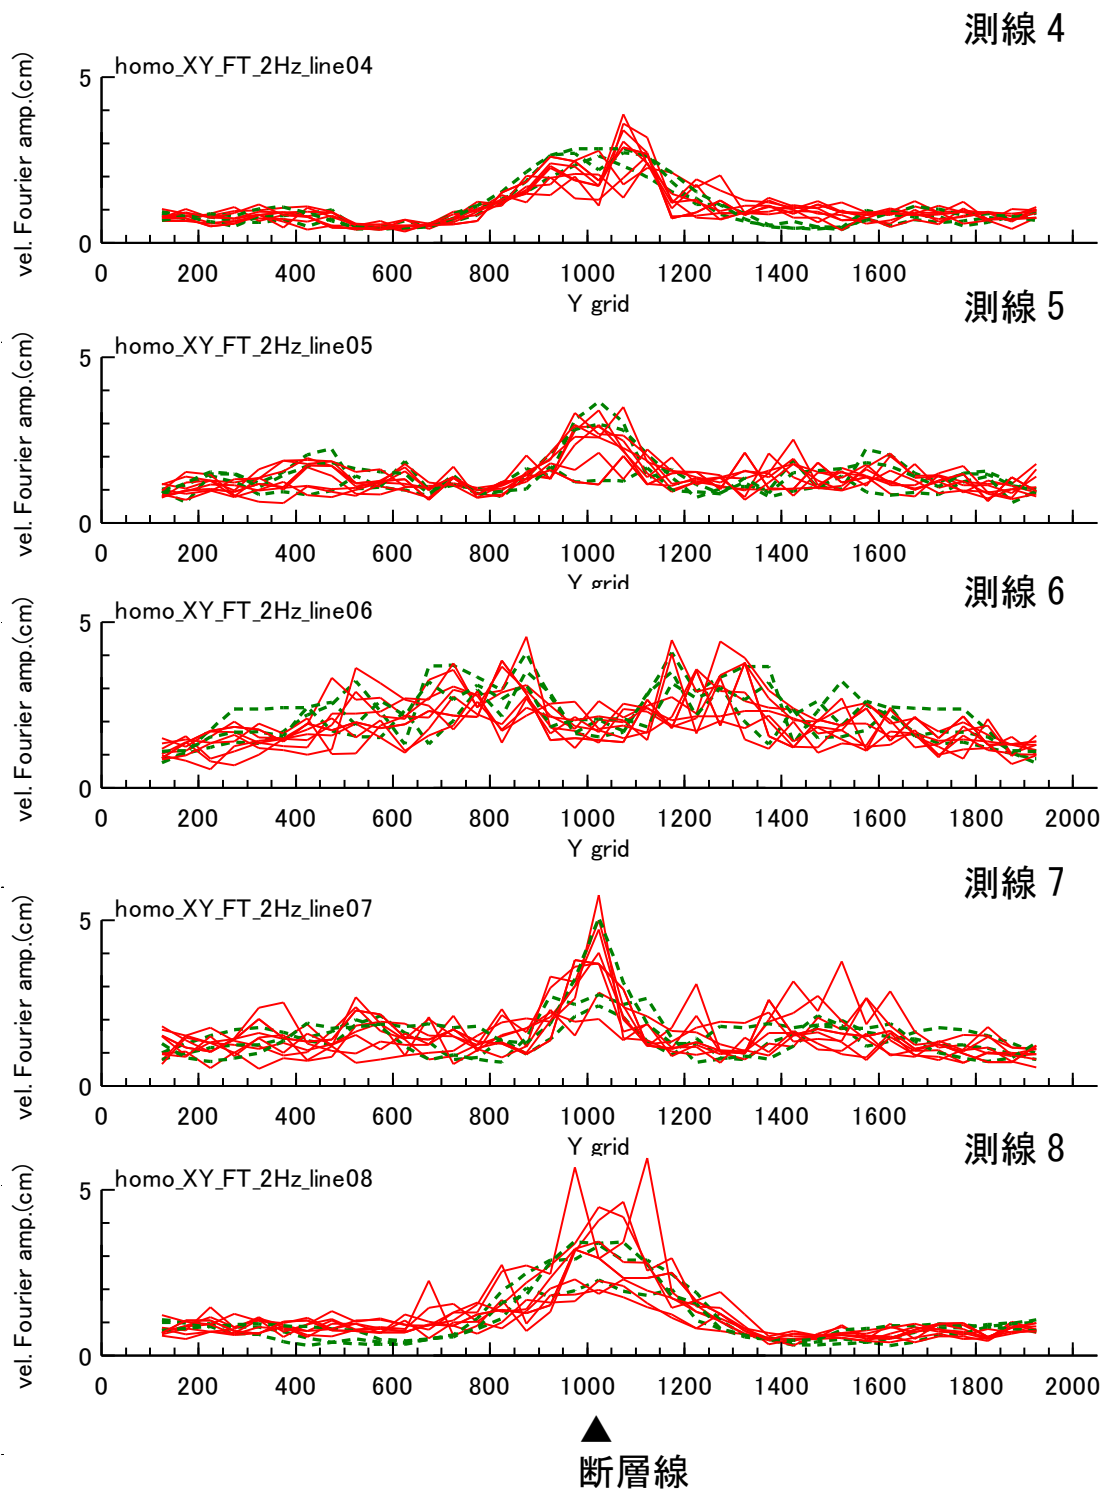 測線 4
5
homo_XY_FT_2Hz_line04
vel. Fourier amp.(cm)
0
0 200 400 600 800 1000 1200 1400 1600
Y grid
測線 5
5
homo_XY_FT_2Hz_line05
vel. Fourier amp.(cm)
0
0 200 400 600 800 1000 1200 1400 1600
Y grid
測線 6
5
homo_XY_FT_2Hz_line06
vel. Fourier amp.(cm)
0
0 200 400 600 800 1000 1200 1400 1600 1800 2000
Y grid
測線 7
5
homo_XY_FT_2Hz_line07
vel. Fourier amp.(cm)
0
0 200 400 600 800 1000 1200 1400 1600
Y grid
測線 8
5
homo_XY_FT_2Hz_line08
vel. Fourier amp.(cm)
0
0 200 400 600 800 1000 1200 1400 1600 1800 2000
断層線